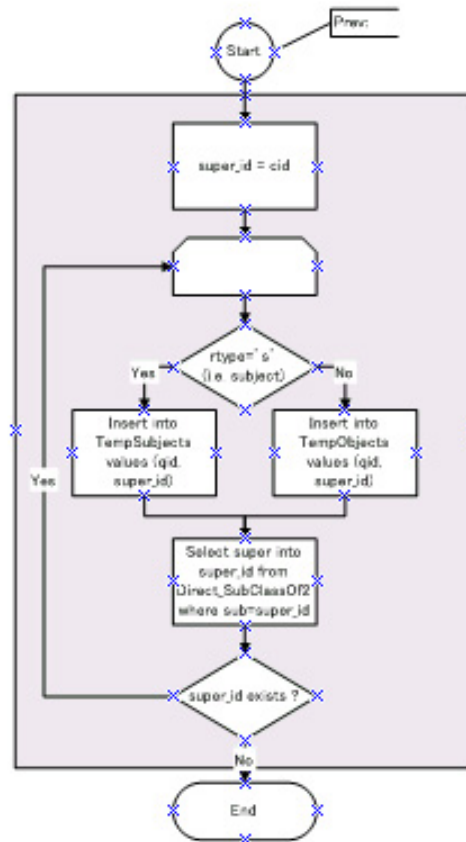 Prev:
Start
super_id = cid
rtype='s'
(i.e. subject)
Yes
No
Insert into
TempSubjects
values (qid,
super_id)
Insert into
TempObjects
values (qid,
super_id)
Yes
Select super into
super_id from
Direct_SubClassOf2
where sub=super_id
super_id exists ?
No
End